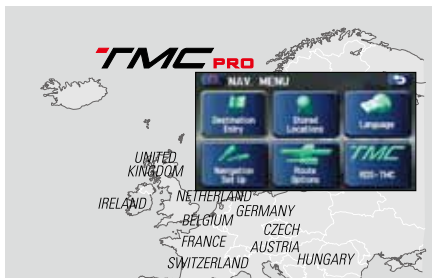 TMC PRO
NAV. MENU
Destination
Entry
Stored
Locations
Language
Navigation
Set Up
Route
Options
TMC
RDS-TMC
UNITED
KINGDOM
IRELAND
NETHERLAND
BELGIUM
GERMANY
CZECH
FRANCE
AUSTRIA
SWITZERLAND
HUNGARY